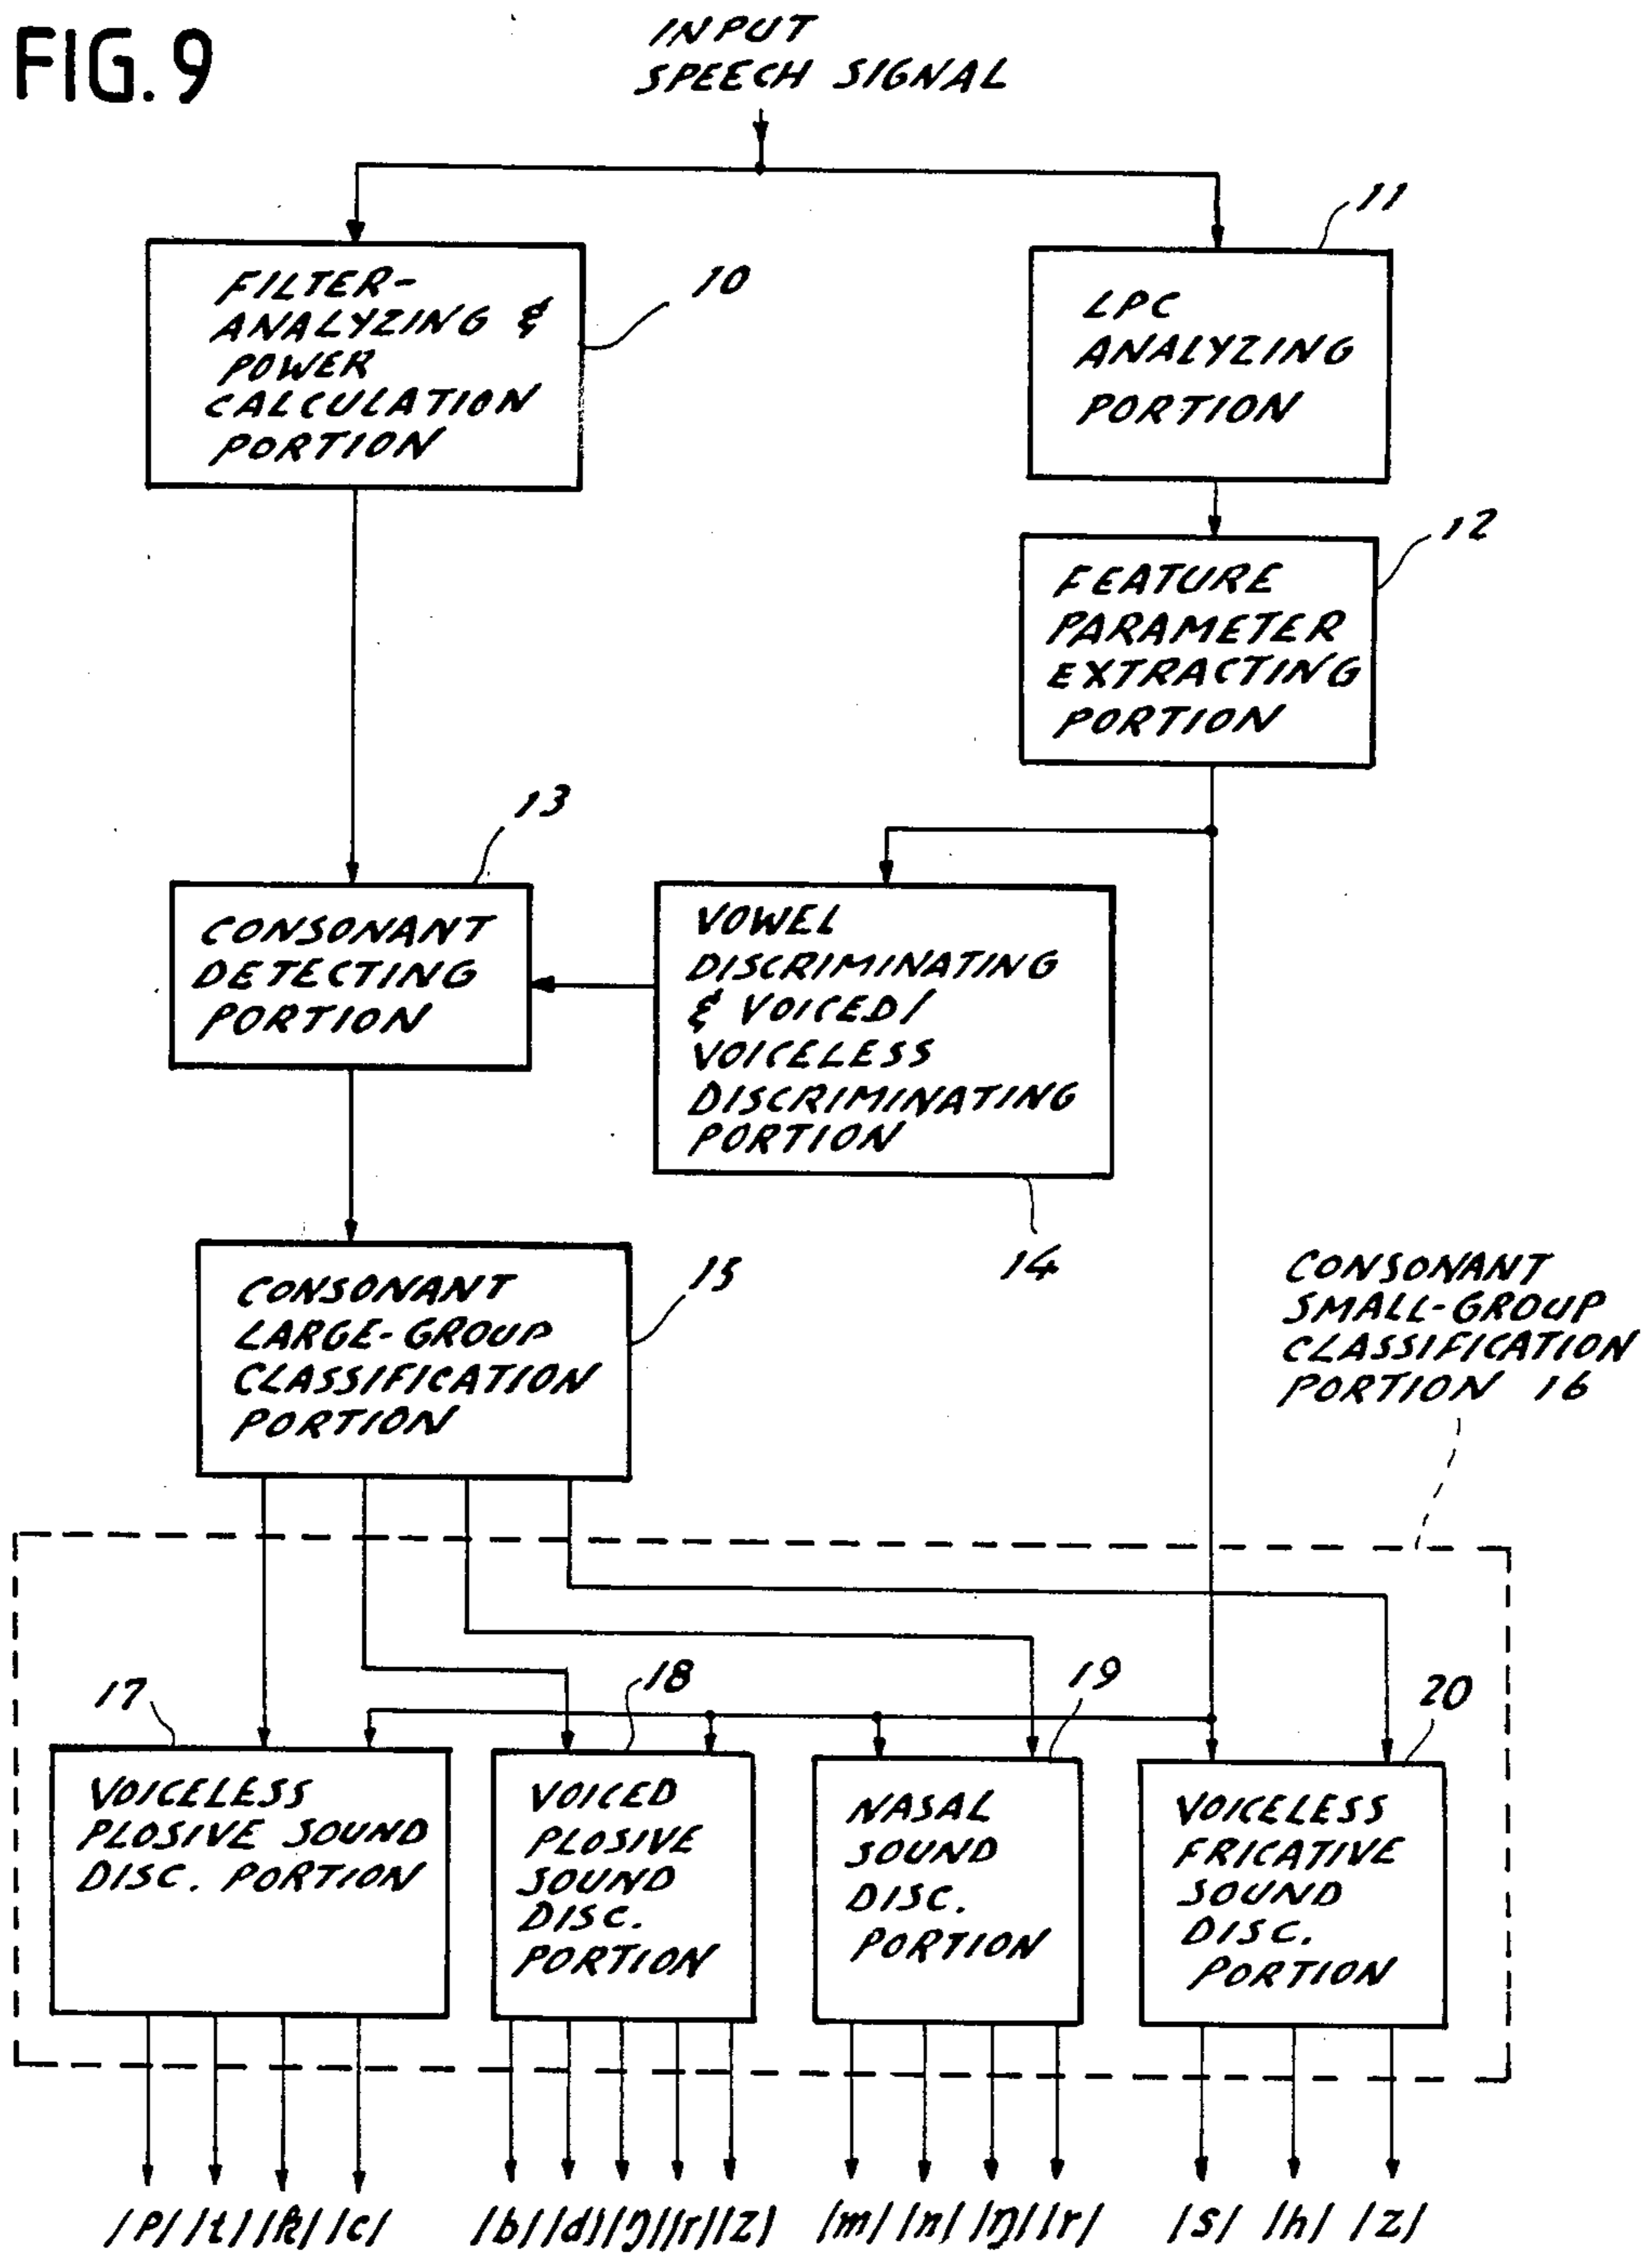 FIG. 9
INPUT
SPEECH SIGNAL
11
FILTER-
ANALYZING &
POWER
CALCULATION
PORTION
10
LPC
ANALYZING
PORTION
12
FEATURE
PARAMETER
EXTRACTING
PORTION
13
CONSONANT
DETECTING
PORTION
VOWEL
DISCRIMINATING
& VOICED/
VOICELESS
DISCRIMINATING
PORTION
14
CONSONANT
LARGE-GROUP
CLASSIFICATION
PORTION
15
CONSONANT
SMALL-GROUP
CLASSIFICATION
PORTION 16
17
18
19
20
VOICELESS
PLOSIVE SOUND
DISC. PORTION
VOICED
PLOSIVE
SOUND
DISC.
PORTION
NASAL
SOUND
DISC.
PORTION
VOICELESS
FRICATIVE
SOUND
DISC.
PORTION
/p/ /t/ /k/ /c/
/b/ /d/ /ŋ/ /r/ /z/
/m/ /n/ /ŋ/ /r/
/s/ /h/ /z/